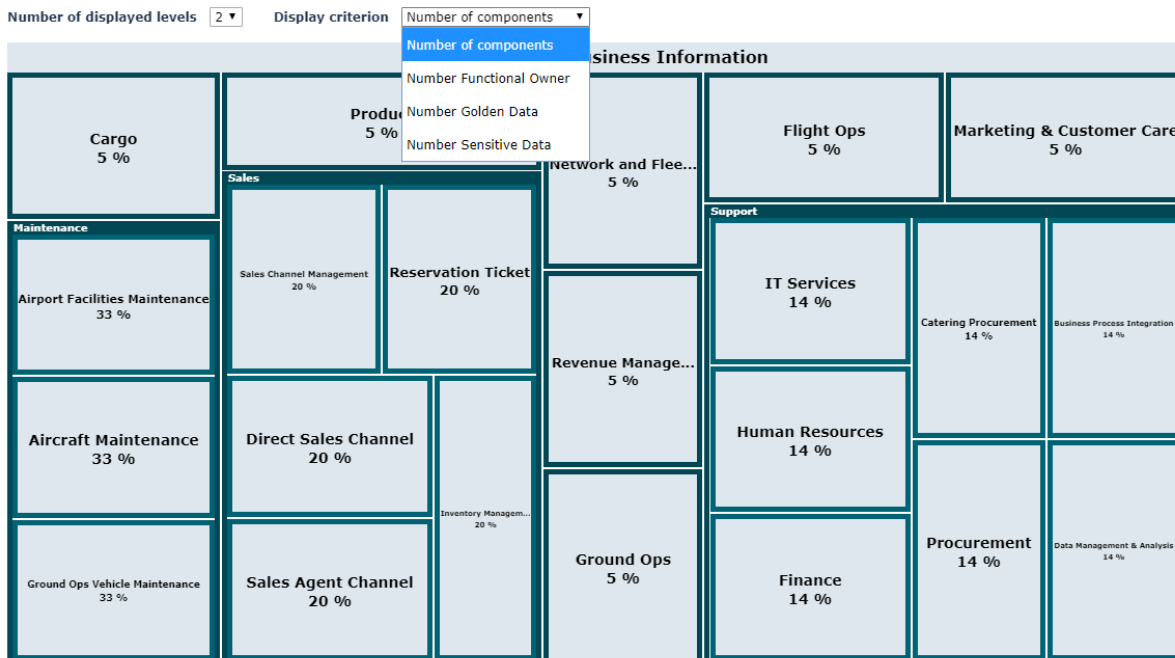 Number of displayed levels 2 Display criterion Number of components
Number of components
Number Functional Owner
Number Golden Data
Number Sensitive Data
Information
Cargo
5 %
5 %
Network and Flee...
5 %
Flight Ops
5 %
Marketing & Customer Care
5 %
Maintenance
Airport Facilities Maintenance
33 %
Aircraft Maintenance
33 %
Ground Ops Vehicle Maintenance
33 %
Sales
Sales Channel Management
20 %
Reservation Ticket
20 %
Direct Sales Channel
20 %
Sales Agent Channel
20 %
Inventory Managem...
20 %
Revenue Manage...
5 %
Ground Ops
5 %
Support
IT Services
14 %
Human Resources
14 %
Finance
14 %
Catering Procurement
14 %
Business Process Integration
14 %
Procurement
14 %
Data Management & Analysis
14 %